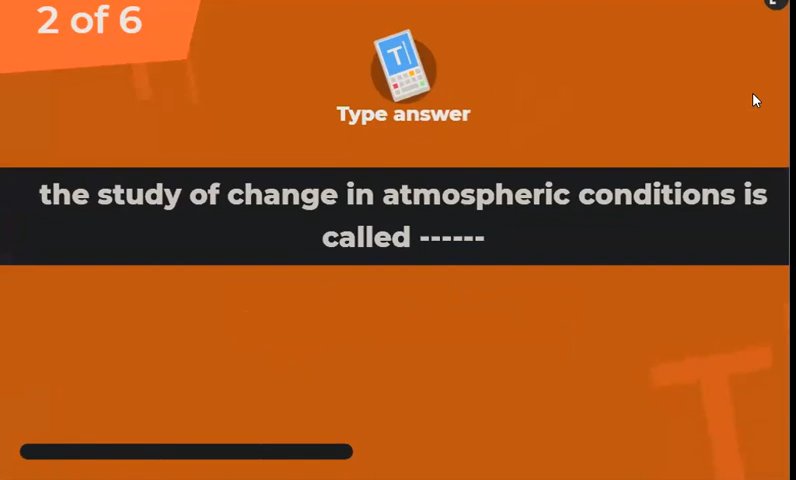 2 of 6
T
Type answer
the study of change in atmospheric conditions is
called ------
T